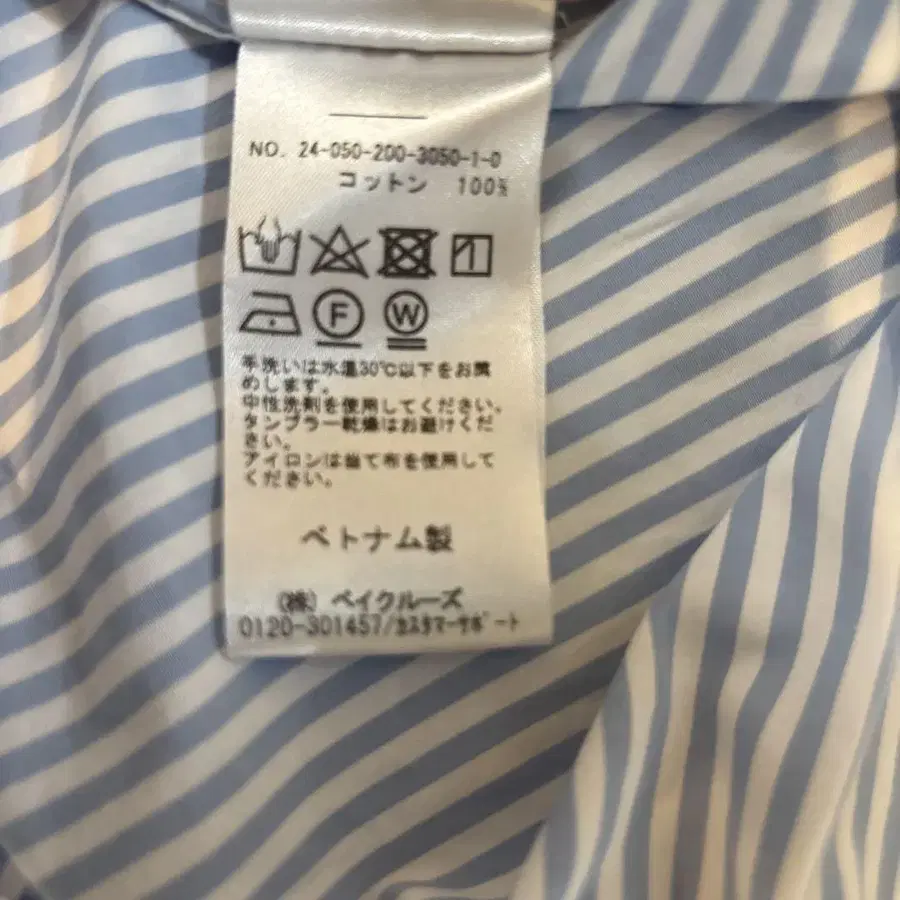 NO. 24-050-200-3050-1-0
コットン 100%
F
W
手洗いは水温30℃以下をお奨
めします。
中性洗剤を使用してください。
タンブラー乾燥はお避けくだ
さい。
アイロンは当て布を使用して
ください。
ベトナム製
(株) ベイクルーズ
0120-301457/カスタマーサポート